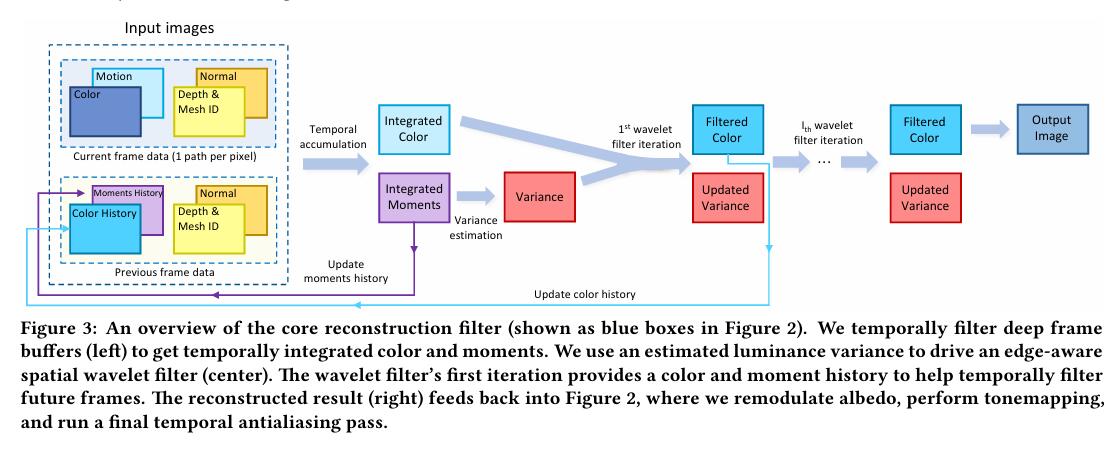 Input images
Motion
Normal
Color
Depth &
Mesh ID
Current frame data (1 path per pixel)
Moments History
Normal
Color History
Depth &
Mesh ID
Previous frame data
Temporal
accumulation
Integrated
Color
Integrated
Moments
Variance
estimation
Variance
Update
moments history
1st wavelet
filter iteration
Filtered
Color
Updated
Variance
Update color history
Ith wavelet
filter iteration
...
Filtered
Color
Updated
Variance
Output
Image
Figure 3: An overview of the core reconstruction filter (shown as blue boxes in Figure 2). We temporally filter deep frame
buffers (left) to get temporally integrated color and moments. We use an estimated luminance variance to drive an edge-aware
spatial wavelet filter (center). The wavelet filter's first iteration provides a color and moment history to help temporally filter
future frames. The reconstructed result (right) feeds back into Figure 2, where we remodulate albedo, perform tonemapping,
and run a final temporal antialiasing pass.